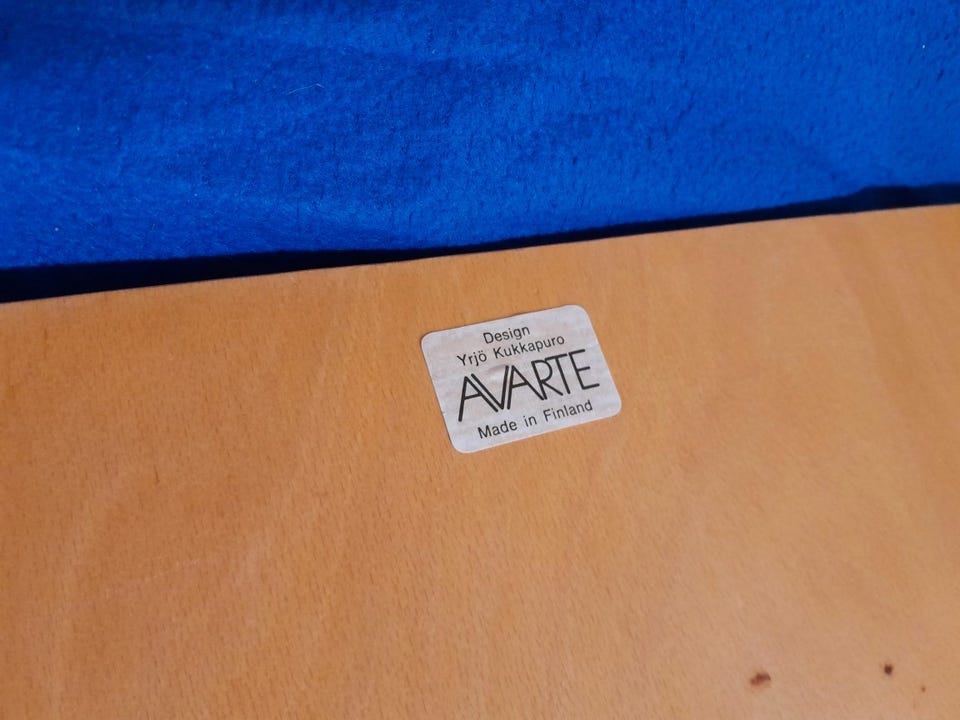 Design
Yrjö Kukkapuro
AVARTE
Made in Finland